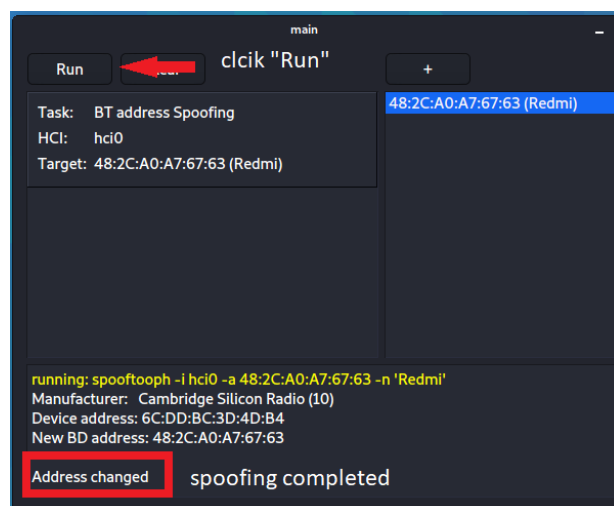 main
Run
clcik "Run"
+
Task: BT address Spoofing
HCI: hci0
Target: 48:2C:A0:A7:67:63 (Redmi)
48:2C:A0:A7:67:63 (Redmi)
running: spooftooph -i hci0 -a 48:2C:A0:A7:67:63 -n 'Redmi'
Manufacturer: Cambridge Silicon Radio (10)
Device address: 6C:DD:BC:3D:4D:B4
New BD address: 48:2C:A0:A7:67:63
Address changed
spoofing completed